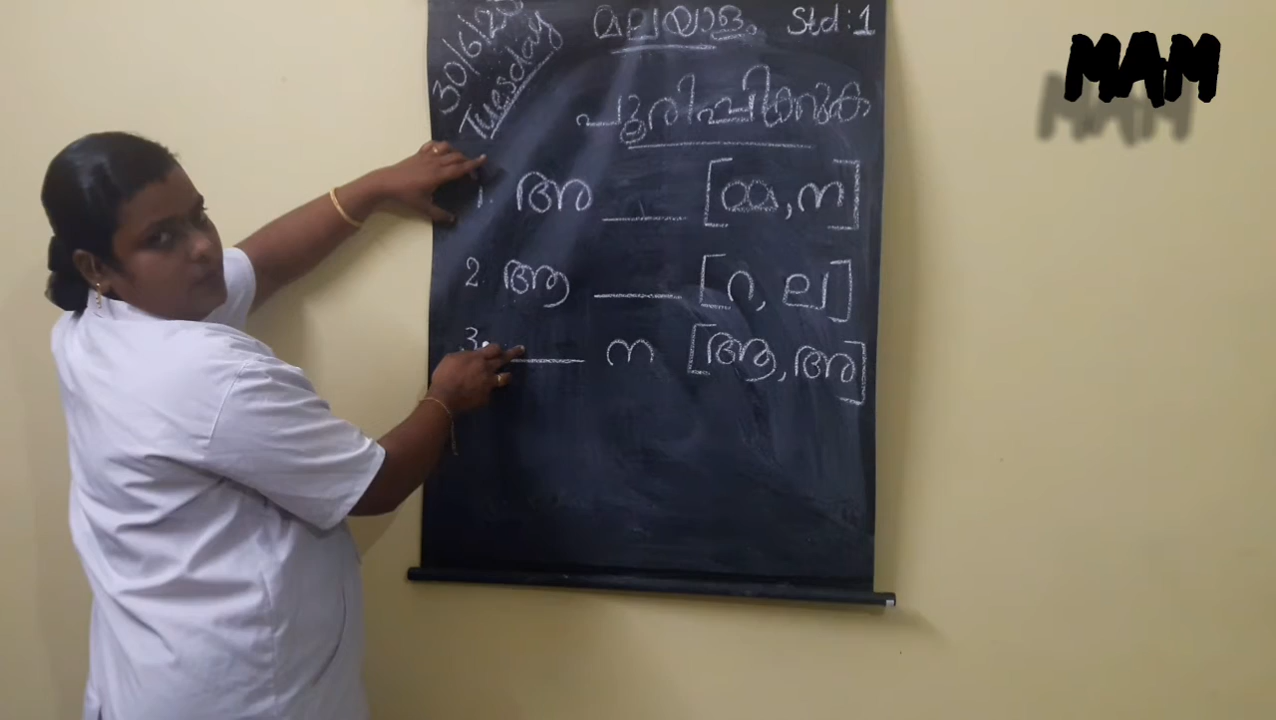 30/6/20 മലയാളം Std:1
Tuesday
പൂരിപ്പിക്കുക
1. അ ___ [മ്മ, ന]
2. ആ ___ [റ, ല]
3. ___ ന [ആ, അ]
MAM